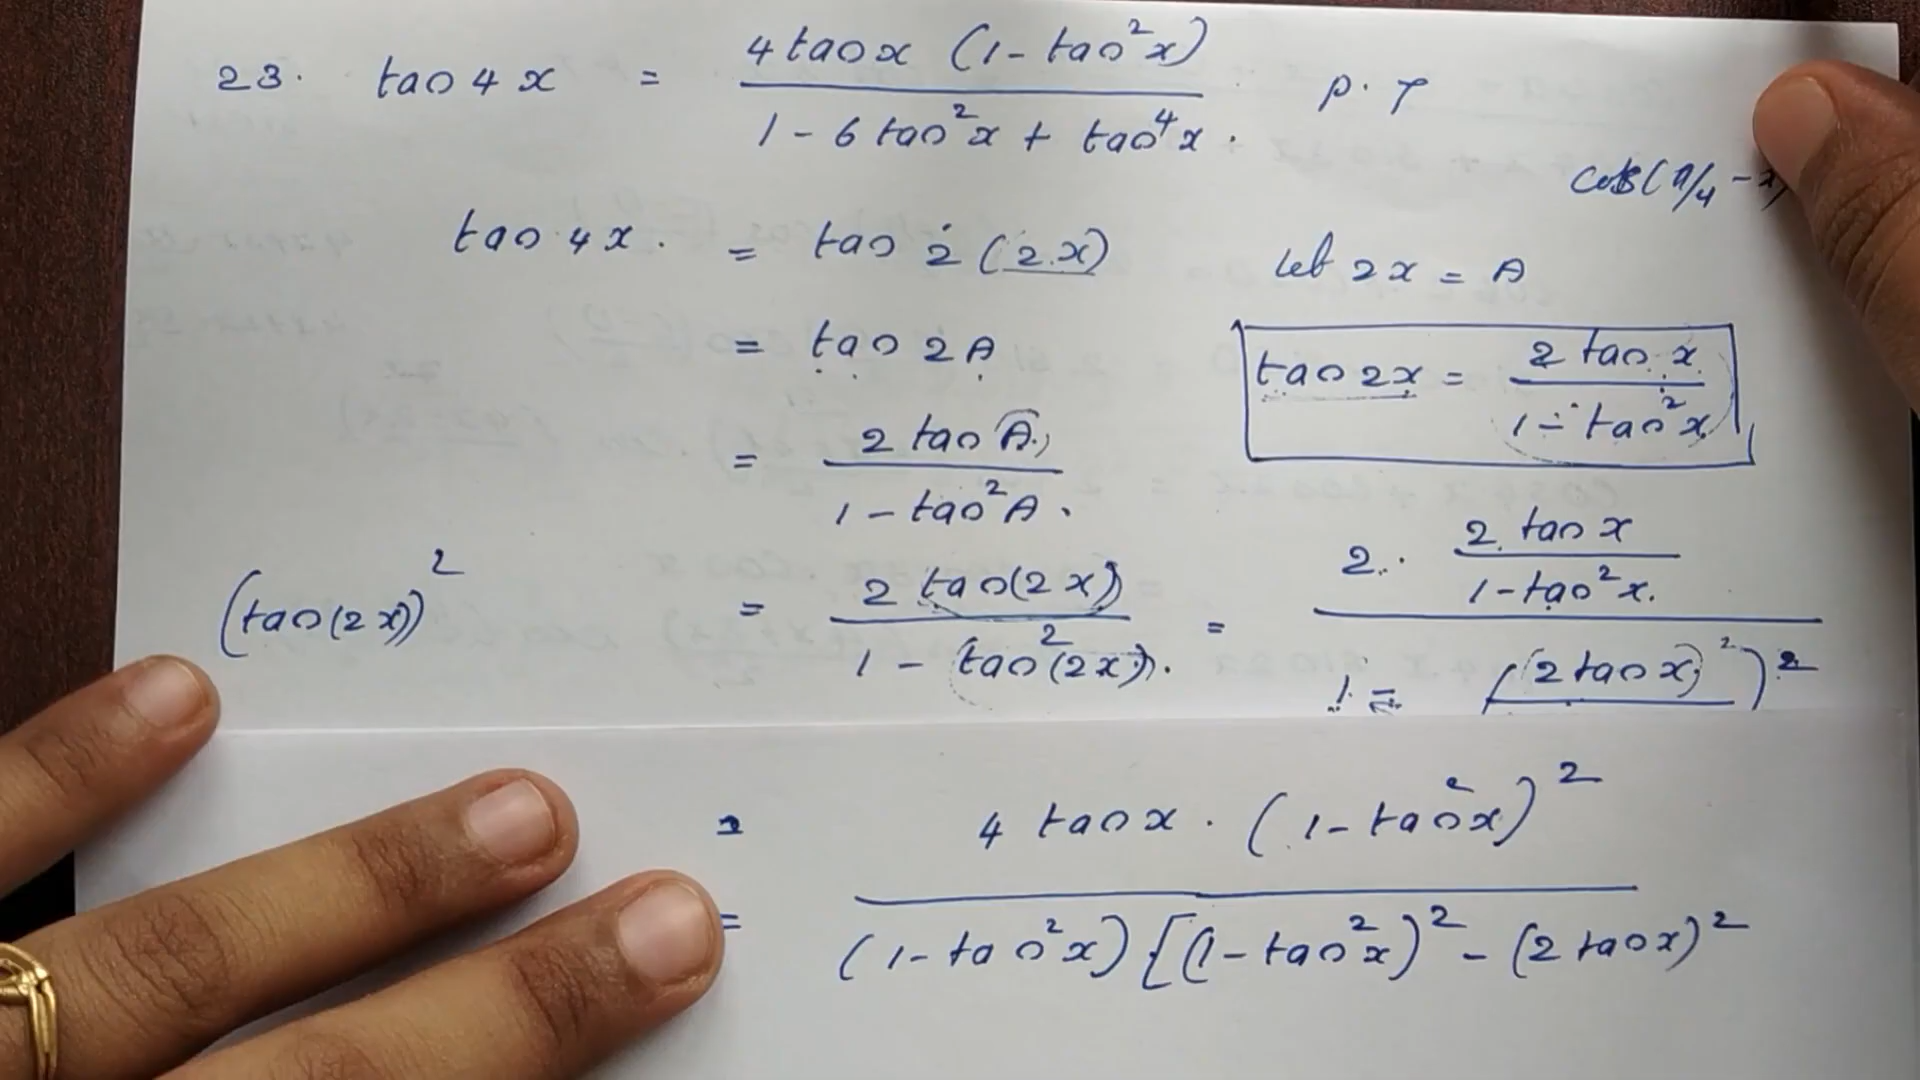 23. tan 4x = 4 tan x (1 - tan²x) / 1 - 6 tan²x + tan⁴x. P.T
cos(π/4 - x)
tan 4x. = tan 2(2x) let 2x = A
= tan 2A
tan 2x = 2 tan x / 1 - tan²x
= 2 tan A / 1 - tan²A.
(tan(2x))² = 2 tan(2x) / 1 - tan²(2x). = 2 · 2 tan x / 1 - tan²x. / 1 - ((2 tan x)²)²
= 4 tan x · (1 - tan²x)² / (1 - tan²x) [(1 - tan²x)² - (2 tan x)²